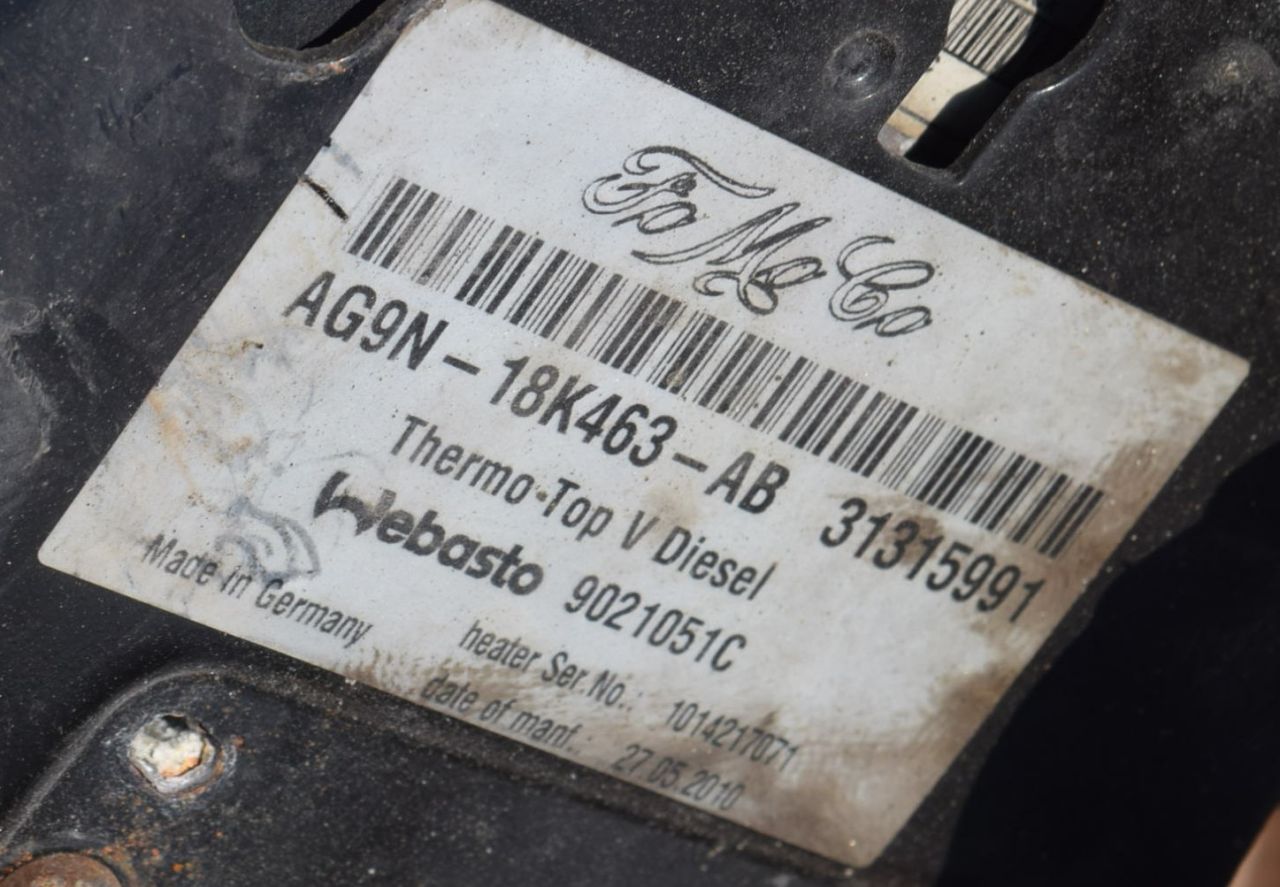 FoMoCo
AG9N-18K463-AB 31315991
Thermo Top V Diesel
Webasto 9021051C
Made in Germany
heater Ser.No.: 1014217071
date of manf.: 27.05.2010